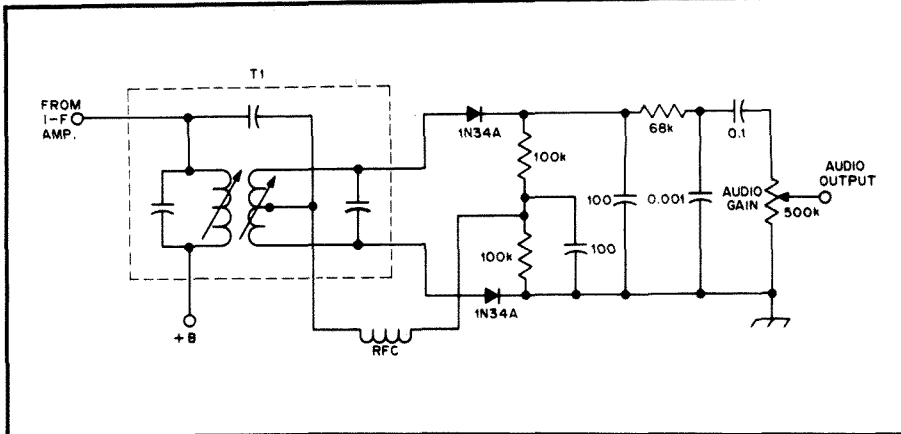 T1
FROM
I-F
AMP.
+B
1N34A
1N34A
RFC
100k
100k
100
100
68k
0.001
0.1
AUDIO
GAIN
500k
AUDIO
OUTPUT